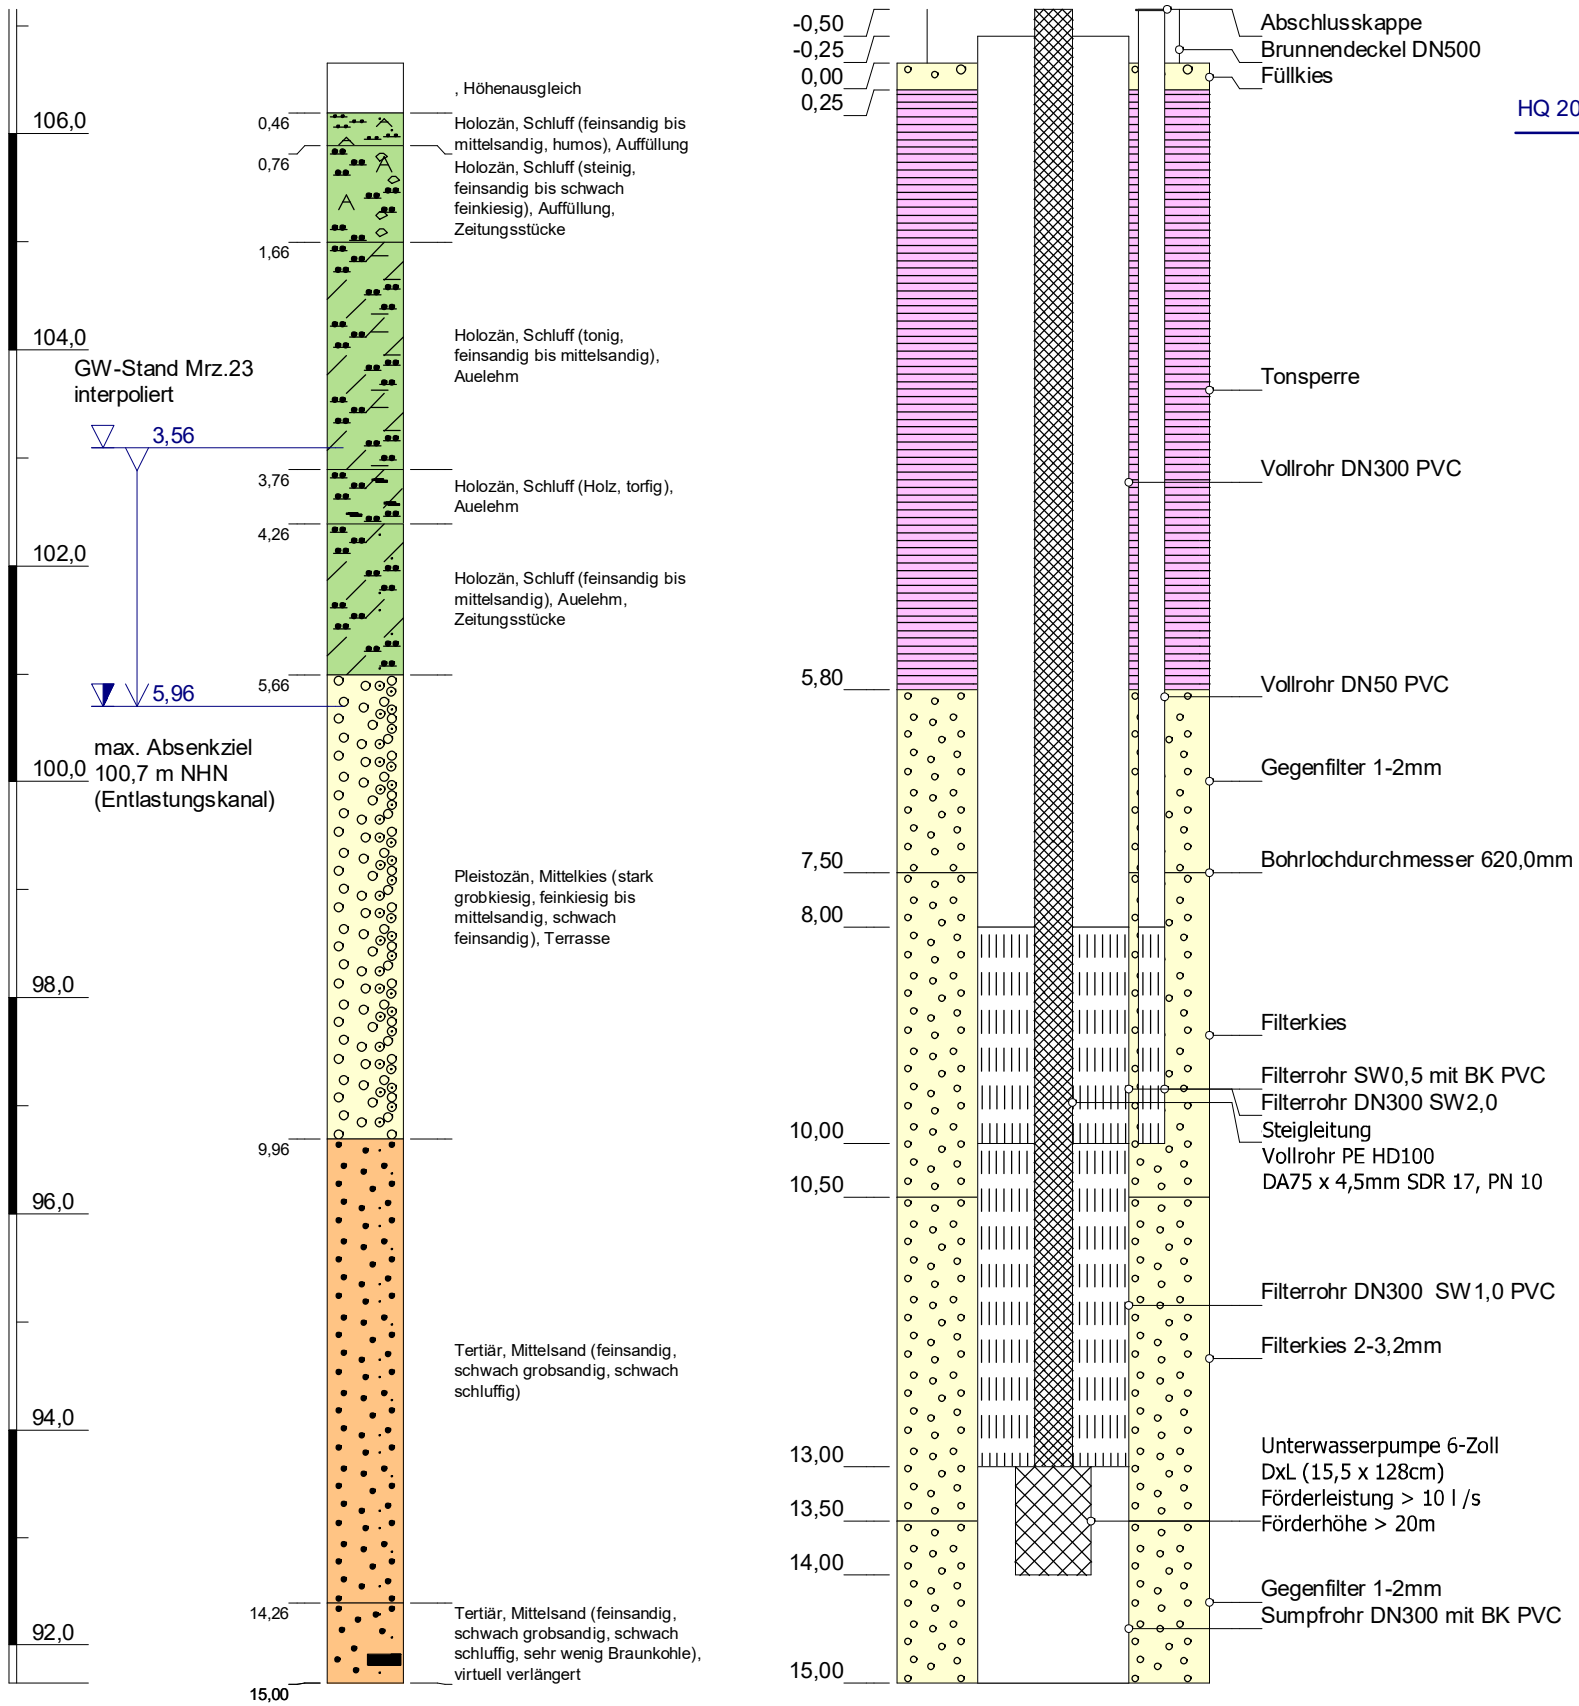 106,0
104,0
102,0
100,0
98,0
96,0
94,0
92,0
GW-Stand Mrz.23
interpoliert
3,56
5,96
max. Absenkziel
100,7 m NHN
(Entlastungskanal)
0,46
0,76
1,66
3,76
4,26
5,66
9,96
14,26
15,00
, Höhenausgleich
Holozän, Schluff (feinsandig bis
mittelsandig, humos), Auffüllung
Holozän, Schluff (steinig,
feinsandig bis schwach
feinkiesig), Auffüllung,
Zeitungsstücke
Holozän, Schluff (tonig,
feinsandig bis mittelsandig),
Auelehm
Holozän, Schluff (Holz, torfig),
Auelehm
Holozän, Schluff (feinsandig bis
mittelsandig), Auelehm,
Zeitungsstücke
Pleistozän, Mittelkies (stark
grobkiesig, feinkiesig bis
mittelsandig, schwach
feinsandig), Terrasse
Tertiär, Mittelsand (feinsandig,
schwach grobsandig, schwach
schluffig)
Tertiär, Mittelsand (feinsandig,
schwach grobsandig, schwach
schluffig, sehr wenig Braunkohle),
virtuell verlängert
-0,50
-0,25
0,00
0,25
5,80
7,50
8,00
10,00
10,50
13,00
13,50
14,00
15,00
Abschlusskappe
Brunnendeckel DN500
Füllkies
HQ 20
Tonsperre
Vollrohr DN300 PVC
Vollrohr DN50 PVC
Gegenfilter 1-2mm
Bohrlochdurchmesser 620,0mm
Filterkies
Filterrohr SW0,5 mit BK PVC
Filterrohr DN300 SW2,0
Steigleitung
Vollrohr PE HD100
DA75 x 4,5mm SDR 17, PN 10
Filterrohr DN300 SW1,0 PVC
Filterkies 2-3,2mm
Unterwasserpumpe 6-Zoll
DxL (15,5 x 128cm)
Förderleistung > 10 l /s
Förderhöhe > 20m
Gegenfilter 1-2mm
Sumpfrohr DN300 mit BK PVC